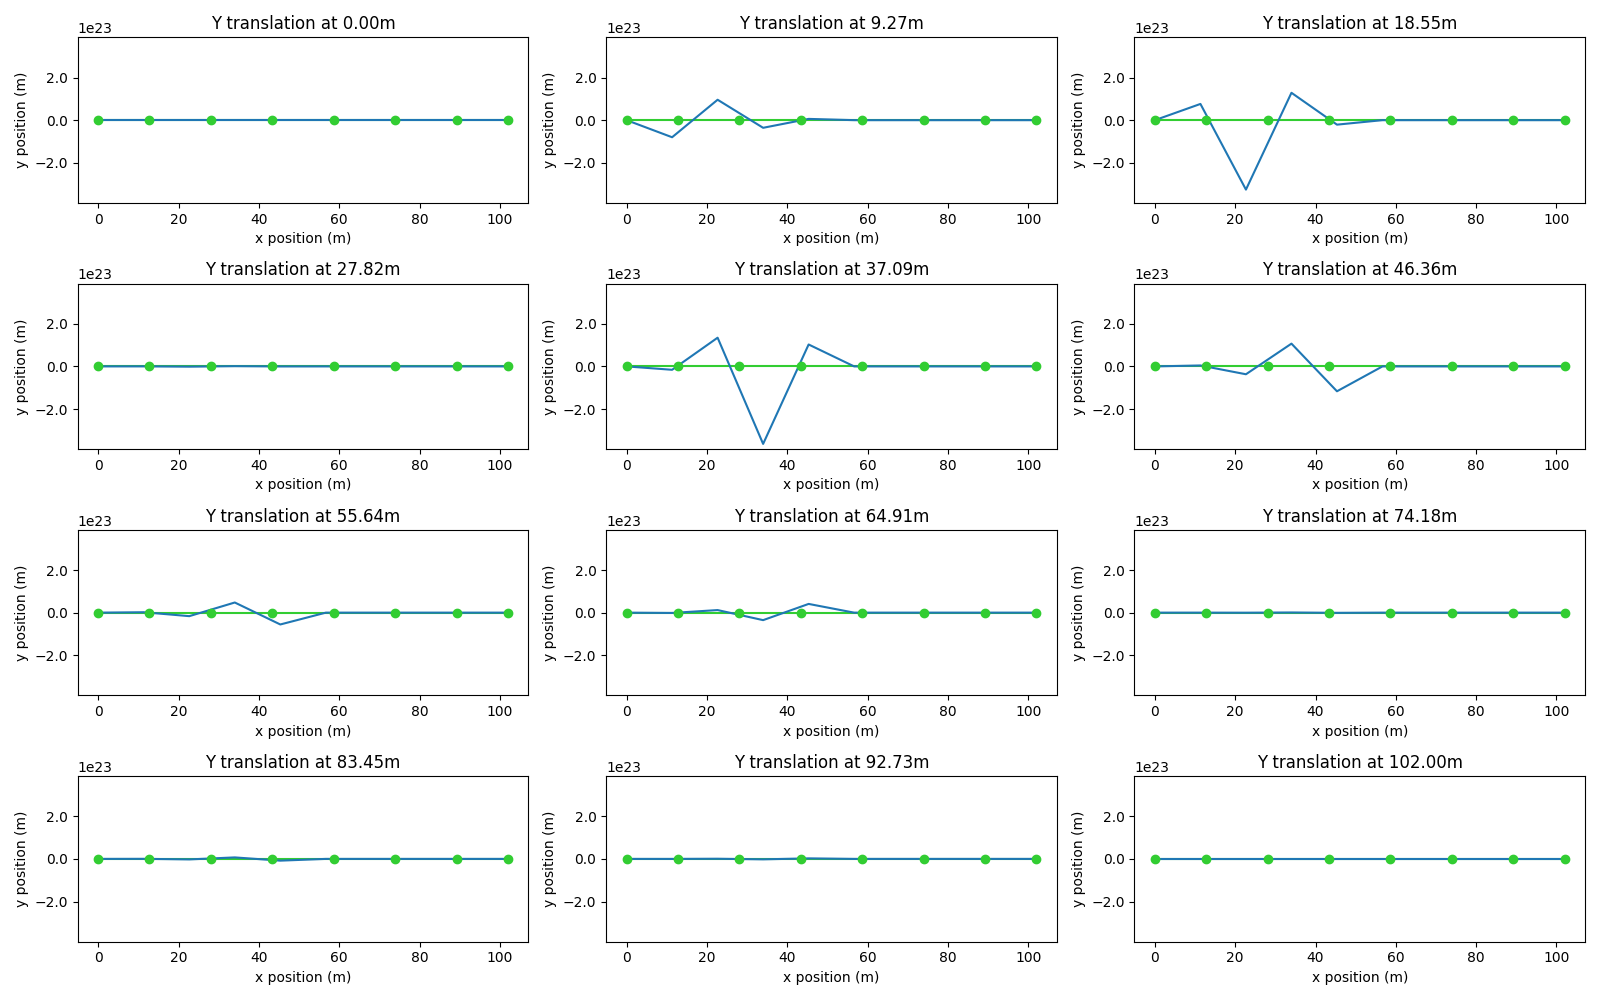 Y translation at 0.00m
1e23
2.0
0.0
−2.0
y position (m)
0 20 40 60 80 100
x position (m)
Y translation at 9.27m
1e23
2.0
0.0
−2.0
y position (m)
0 20 40 60 80 100
x position (m)
Y translation at 18.55m
1e23
2.0
0.0
−2.0
y position (m)
0 20 40 60 80 100
x position (m)
Y translation at 27.82m
1e23
2.0
0.0
−2.0
y position (m)
0 20 40 60 80 100
x position (m)
Y translation at 37.09m
1e23
2.0
0.0
−2.0
y position (m)
0 20 40 60 80 100
x position (m)
Y translation at 46.36m
1e23
2.0
0.0
−2.0
y position (m)
0 20 40 60 80 100
x position (m)
Y translation at 55.64m
1e23
2.0
0.0
−2.0
y position (m)
0 20 40 60 80 100
x position (m)
Y translation at 64.91m
1e23
2.0
0.0
−2.0
y position (m)
0 20 40 60 80 100
x position (m)
Y translation at 74.18m
1e23
2.0
0.0
−2.0
y position (m)
0 20 40 60 80 100
x position (m)
Y translation at 83.45m
1e23
2.0
0.0
−2.0
y position (m)
0 20 40 60 80 100
x position (m)
Y translation at 92.73m
1e23
2.0
0.0
−2.0
y position (m)
0 20 40 60 80 100
x position (m)
Y translation at 102.00m
1e23
2.0
0.0
−2.0
y position (m)
0 20 40 60 80 100
x position (m)